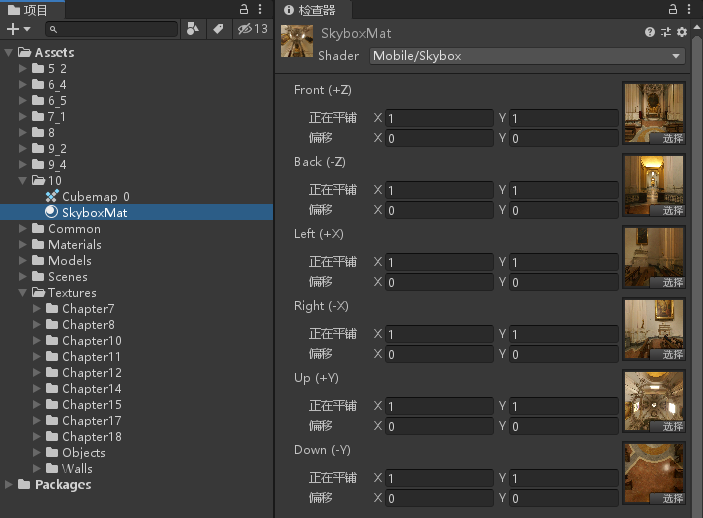 项目
13
Assets
5_2
6_4
6_5
7_1
8
9_2
9_4
10
Cubemap_0
SkyboxMat
Common
Materials
Models
Scenes
Textures
Chapter7
Chapter8
Chapter10
Chapter11
Chapter12
Chapter14
Chapter15
Chapter17
Chapter18
Objects
Walls
Packages
检查器
SkyboxMat
Shader Mobile/Skybox
Front (+Z)
正在平铺 X 1 Y 1
偏移 X 0 Y 0
选择
Back (-Z)
正在平铺 X 1 Y 1
偏移 X 0 Y 0
选择
Left (+X)
正在平铺 X 1 Y 1
偏移 X 0 Y 0
选择
Right (-X)
正在平铺 X 1 Y 1
偏移 X 0 Y 0
选择
Up (+Y)
正在平铺 X 1 Y 1
偏移 X 0 Y 0
选择
Down (-Y)
正在平铺 X 1 Y 1
偏移 X 0 Y 0
选择